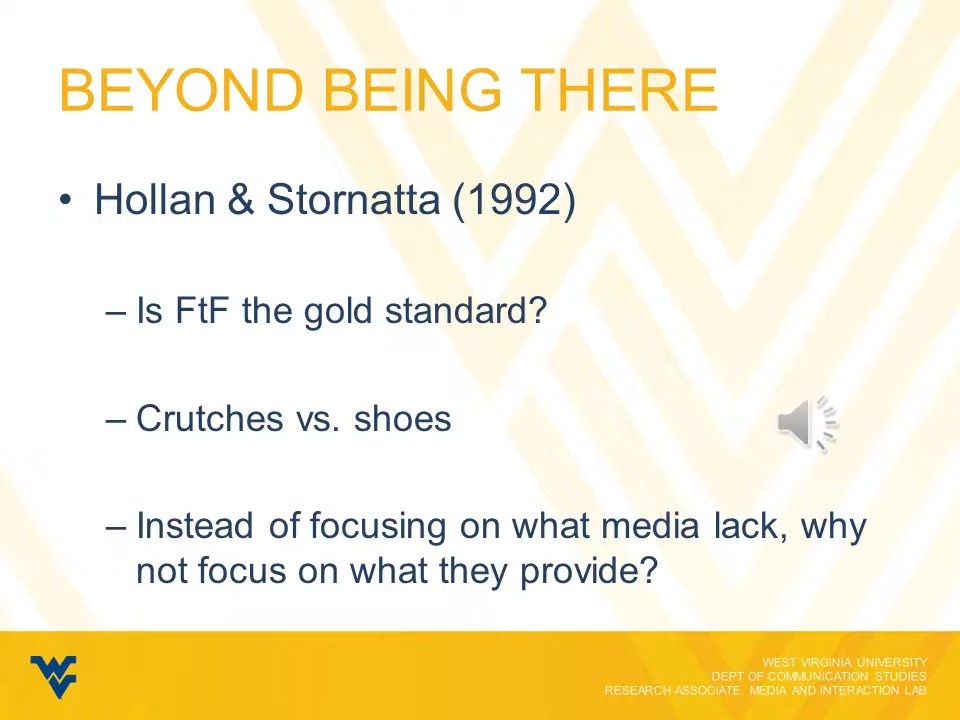 BEYOND BEING THERE
• Hollan & Stornatta (1992)
– Is FtF the gold standard?
– Crutches vs. shoes
– Instead of focusing on what media lack, why
not focus on what they provide?
WEST VIRGINIA UNIVERSITY
DEPT OF COMMUNICATION STUDIES
RESEARCH ASSOCIATE, MEDIA AND INTERACTION LAB